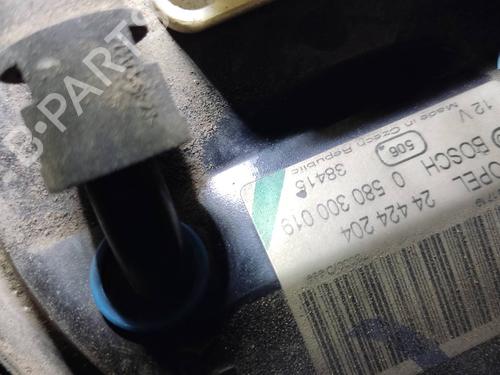 B-PARTS
OPEL 24 424 204
BOSCH 0 580 300 019
506 38415
Made in Czech Republic
12 V